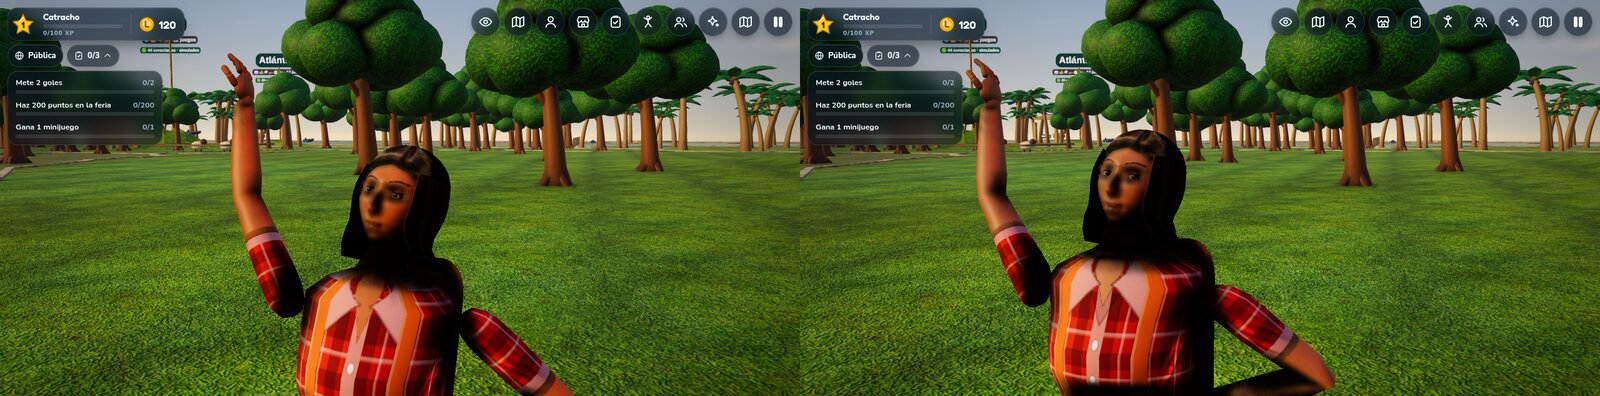 1
Catracho
0/100 XP
L 120
Pública
0/3
Mete 2 goles 0/2
Haz 200 puntos en la feria 0/200
Gana 1 minijuego 0/1
1
Catracho
0/100 XP
L 120
Pública
0/3
Mete 2 goles 0/2
Haz 200 puntos en la feria 0/200
Gana 1 minijuego 0/1